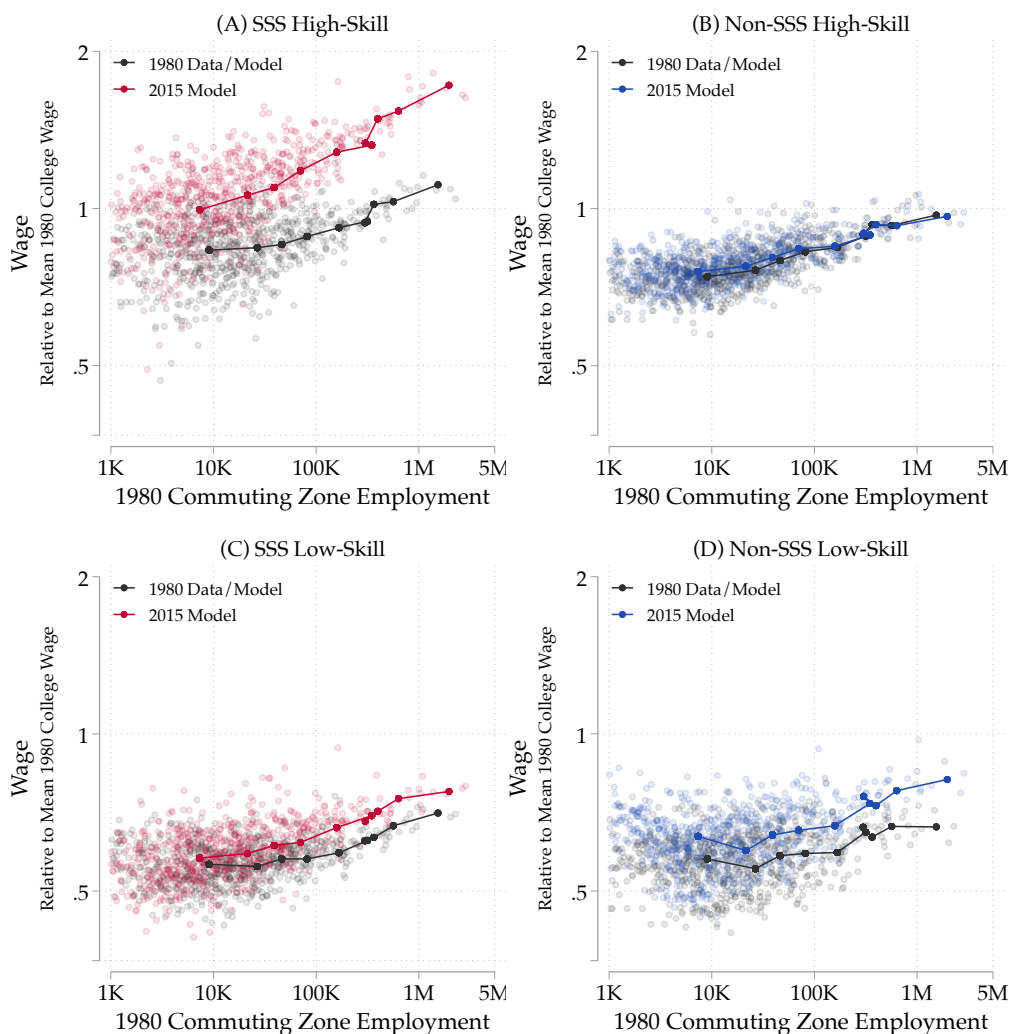 (A) SSS High-Skill
2
1980 Data/Model
2015 Model
1
.5
Wage
Relative to Mean 1980 College Wage
1K
10K
100K
1M
5M
1980 Commuting Zone Employment
(B) Non-SSS High-Skill
2
1980 Data/Model
2015 Model
1
.5
Wage
Relative to Mean 1980 College Wage
1K
10K
100K
1M
5M
1980 Commuting Zone Employment
(C) SSS Low-Skill
2
1980 Data/Model
2015 Model
1
.5
Wage
Relative to Mean 1980 College Wage
1K
10K
100K
1M
5M
1980 Commuting Zone Employment
(D) Non-SSS Low-Skill
2
1980 Data/Model
2015 Model
1
.5
Wage
Relative to Mean 1980 College Wage
1K
10K
100K
1M
5M
1980 Commuting Zone Employment